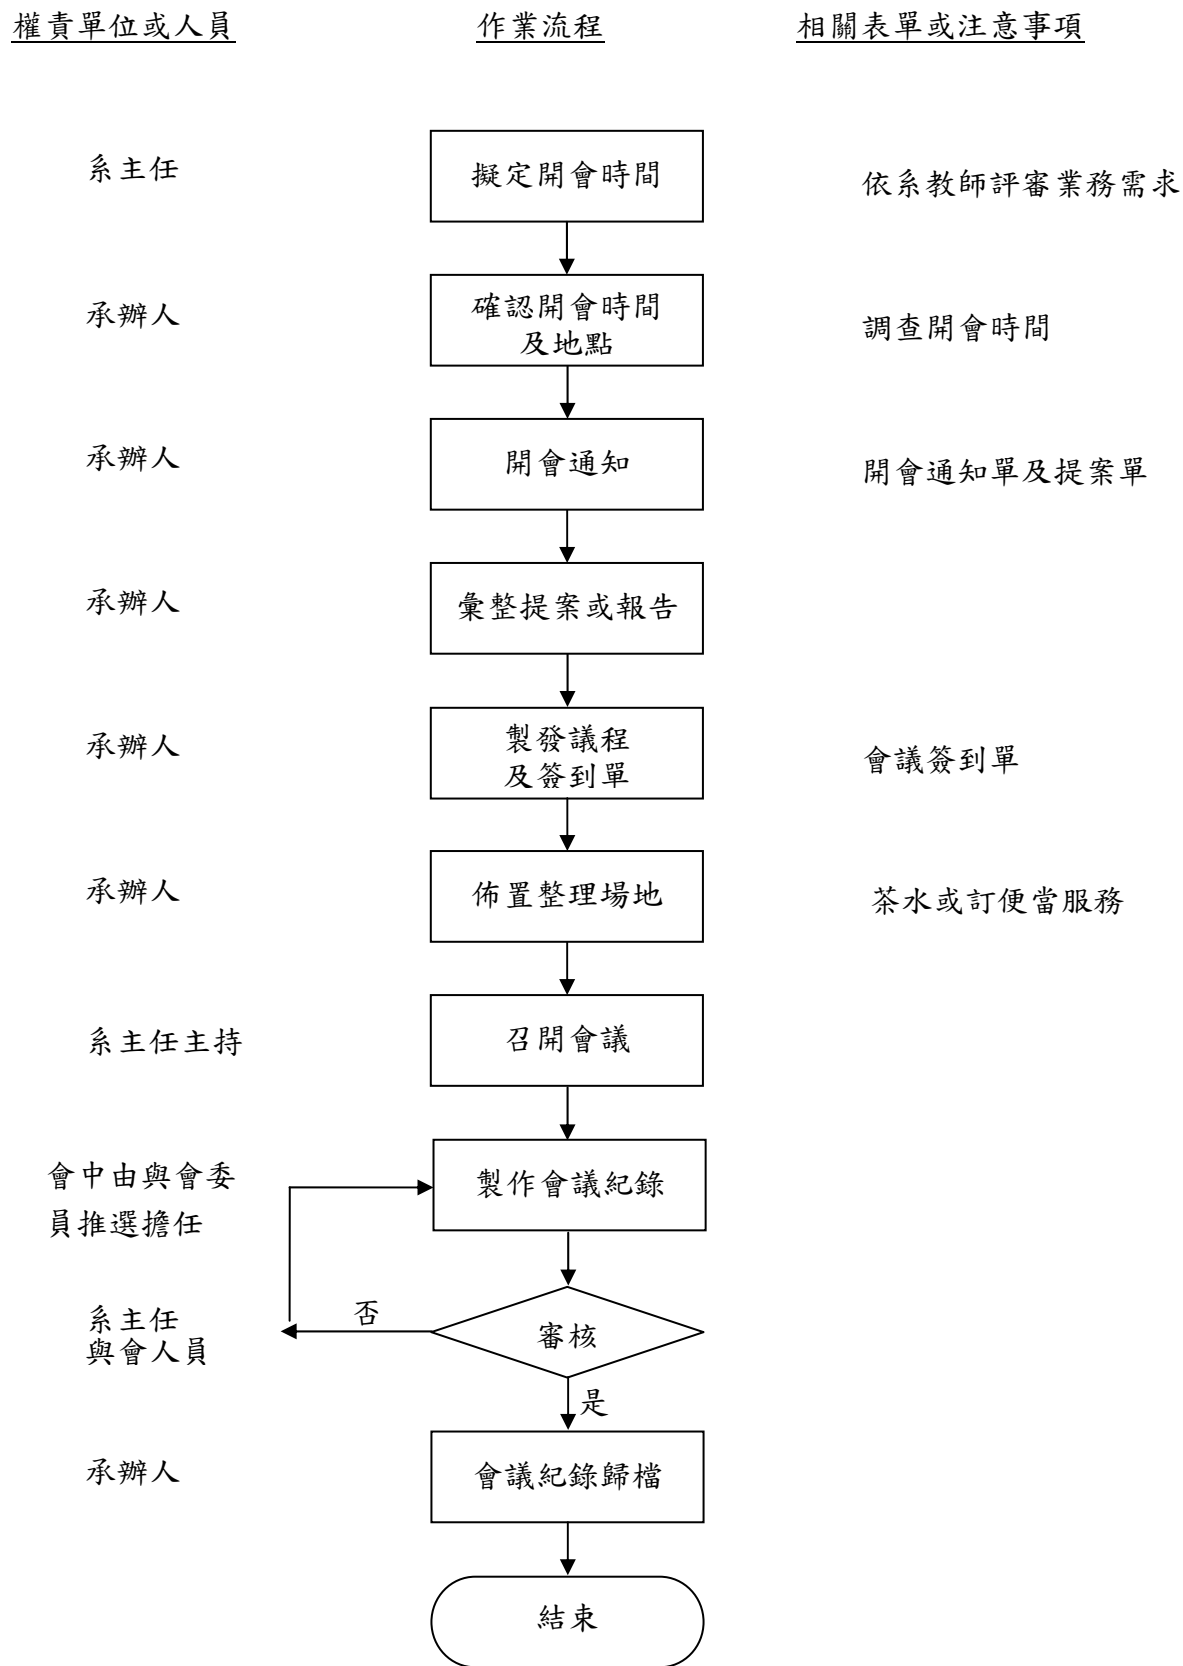 權責單位或人員 作業流程 相關表單或注意事項
系主任 擬定開會時間 依系教師評審業務需求
承辦人 確認開會時間
及地點 調查開會時間
承辦人 開會通知 開會通知單及提案單
承辦人 彙整提案或報告
承辦人 製發議程
及簽到單 會議簽到單
承辦人 佈置整理場地 茶水或訂便當服務
系主任主持 召開會議
會中由與會委 製作會議紀錄
員推選擔任
否
系主任 審核
與會人員
是
承辦人 會議紀錄歸檔
結束